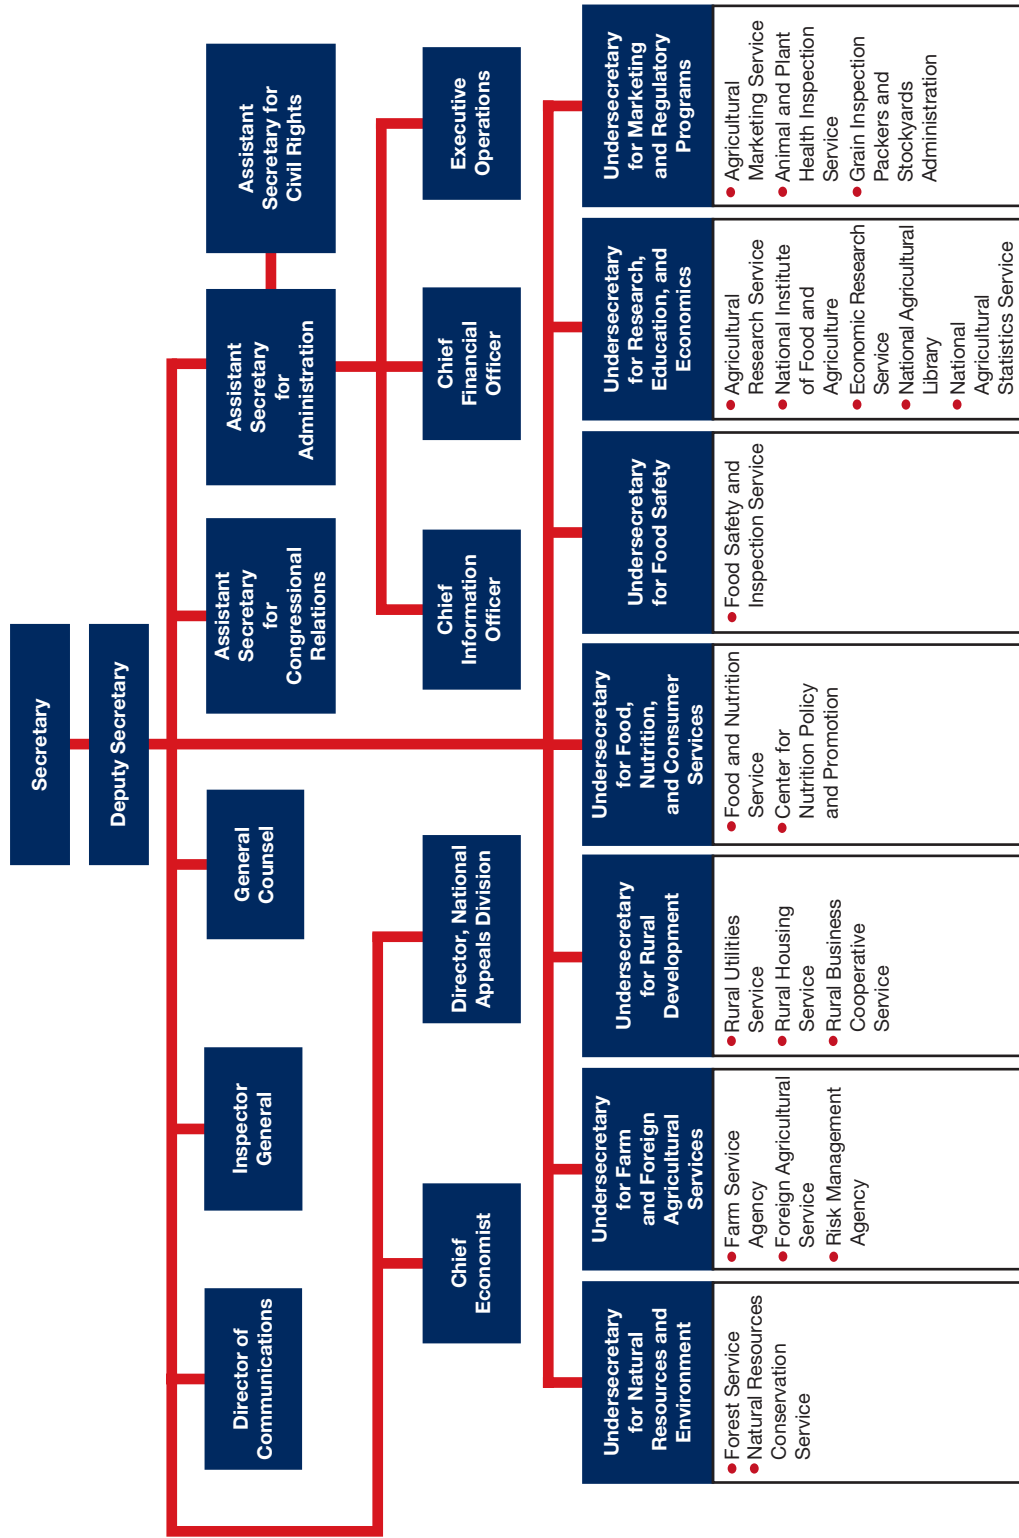 Secretary
Deputy Secretary
Director of
Communications
Inspector
General
General
Counsel
Assistant
Secretary
for
Congressional
Relations
Assistant
Secretary
for
Administration
Assistant
Secretary for
Civil Rights
Chief
Economist
Director, National
Appeals Division
Chief
Information
Officer
Chief
Financial
Officer
Executive
Operations
Undersecretary
for Natural
Resources and
Environment
• Forest Service
• Natural Resources
Conservation
Service
Undersecretary
for Farm
and Foreign
Agricultural
Services
• Farm Service
Agency
• Foreign Agricultural
Service
• Risk Management
Agency
Undersecretary
for Rural
Development
• Rural Utilities
Service
• Rural Housing
Service
• Rural Business
Cooperative
Service
Undersecretary
for Food,
Nutrition,
and Consumer
Services
• Food and Nutrition
Service
• Center for
Nutrition Policy
and Promotion
Undersecretary
for Food Safety
• Food Safety and
Inspection Service
Undersecretary
for Research,
Education, and
Economics
• Agricultural
Research Service
• National Institute
of Food and
Agriculture
• Economic Research
Service
• National Agricultural
Library
• National
Agricultural
Statistics Service
Undersecretary
for Marketing
and Regulatory
Programs
• Agricultural
Marketing Service
• Animal and Plant
Health Inspection
Service
• Grain Inspection
Packers and
Stockyards
Administration